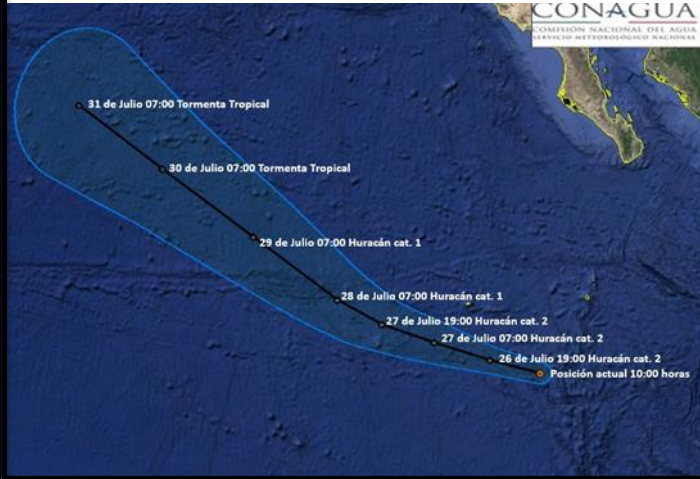 CONAGUA
COMISIÓN NACIONAL DEL AGUA
SERVICIO METEOROLÓGICO NACIONAL
31 de Julio 07:00 Tormenta Tropical
30 de Julio 07:00 Tormenta Tropical
29 de Julio 07:00 Huracán cat. 1
28 de Julio 07:00 Huracán cat. 1
27 de Julio 19:00 Huracán cat. 2
27 de Julio 07:00 Huracán cat. 2
26 de Julio 19:00 Huracán cat. 2
Posición actual 10:00 horas